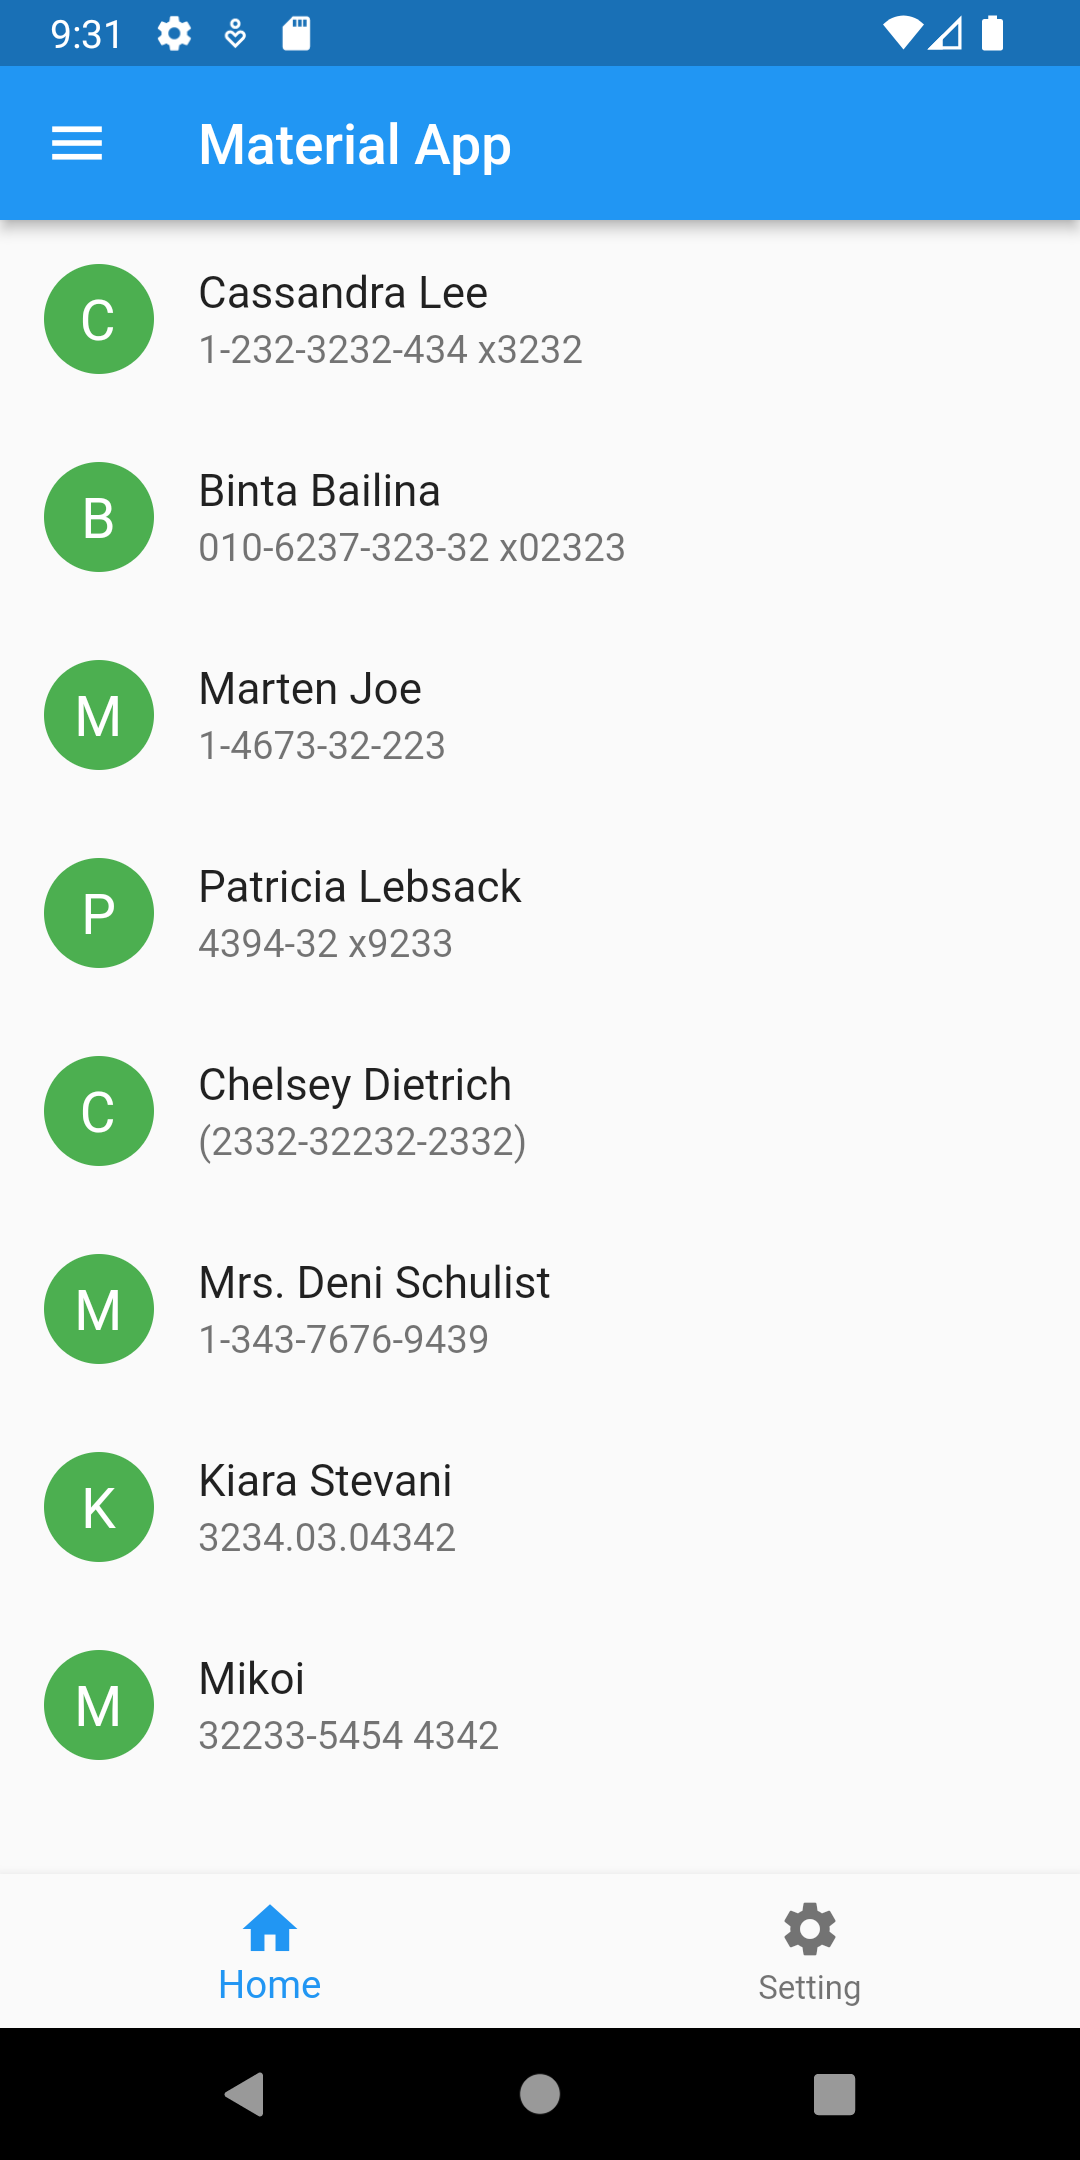 9:31
Material App
C
Cassandra Lee
1-232-3232-434 x3232
B
Binta Bailina
010-6237-323-32 x02323
M
Marten Joe
1-4673-32-223
P
Patricia Lebsack
4394-32 x9233
C
Chelsey Dietrich
(2332-32232-2332)
M
Mrs. Deni Schulist
1-343-7676-9439
K
Kiara Stevani
3234.03.04342
M
Mikoi
32233-5454 4342
Home
Setting